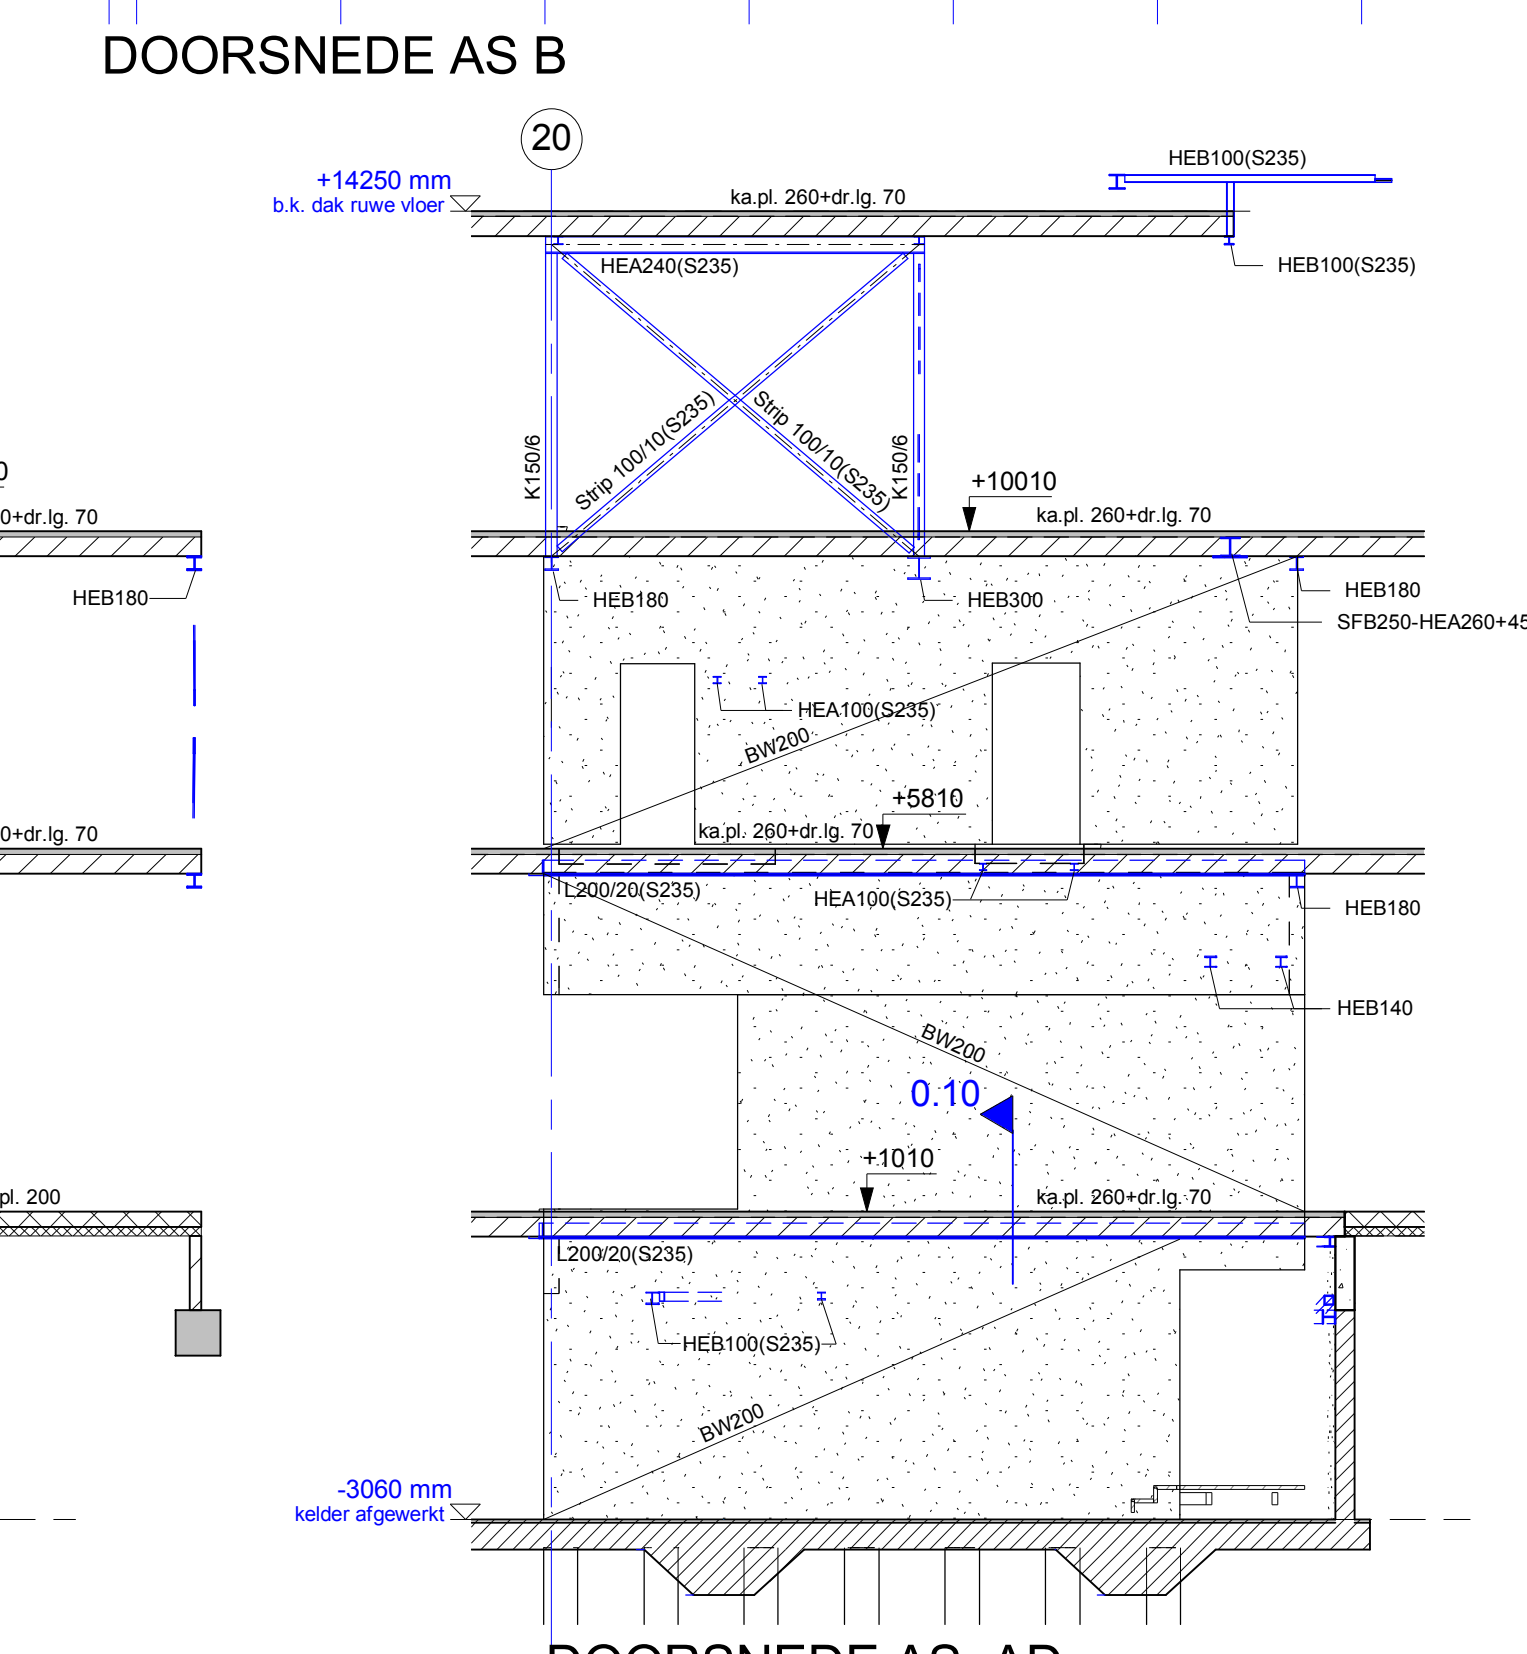 DOORSNEDE AS B
20
HEB100(S235)
+14250 mm
b.k. dak ruwe vloer
ka.pl. 260+dr.lg. 70
HEA240(S235)
HEB100(S235)
Strip 100/10(S235)
Strip 100/10(S235)
K150/6
K150/6
+10010
0+dr.lg. 70
ka.pl. 260+dr.lg. 70
HEB180
HEB180
HEB300
HEB180
SFB250-HEA260+45
HEA100(S235)
BW200
+5810
0+dr.lg. 70
ka.pl. 260+dr.lg. 70
L200/20(S235)
HEA100(S235)
HEB180
HEB140
BW200
0.10
+1010
pl. 200
ka.pl. 260+dr.lg. 70
L200/20(S235)
HEB100(S235)
BW200
-3060 mm
kelder afgewerkt
DOORSNEDE AS AD